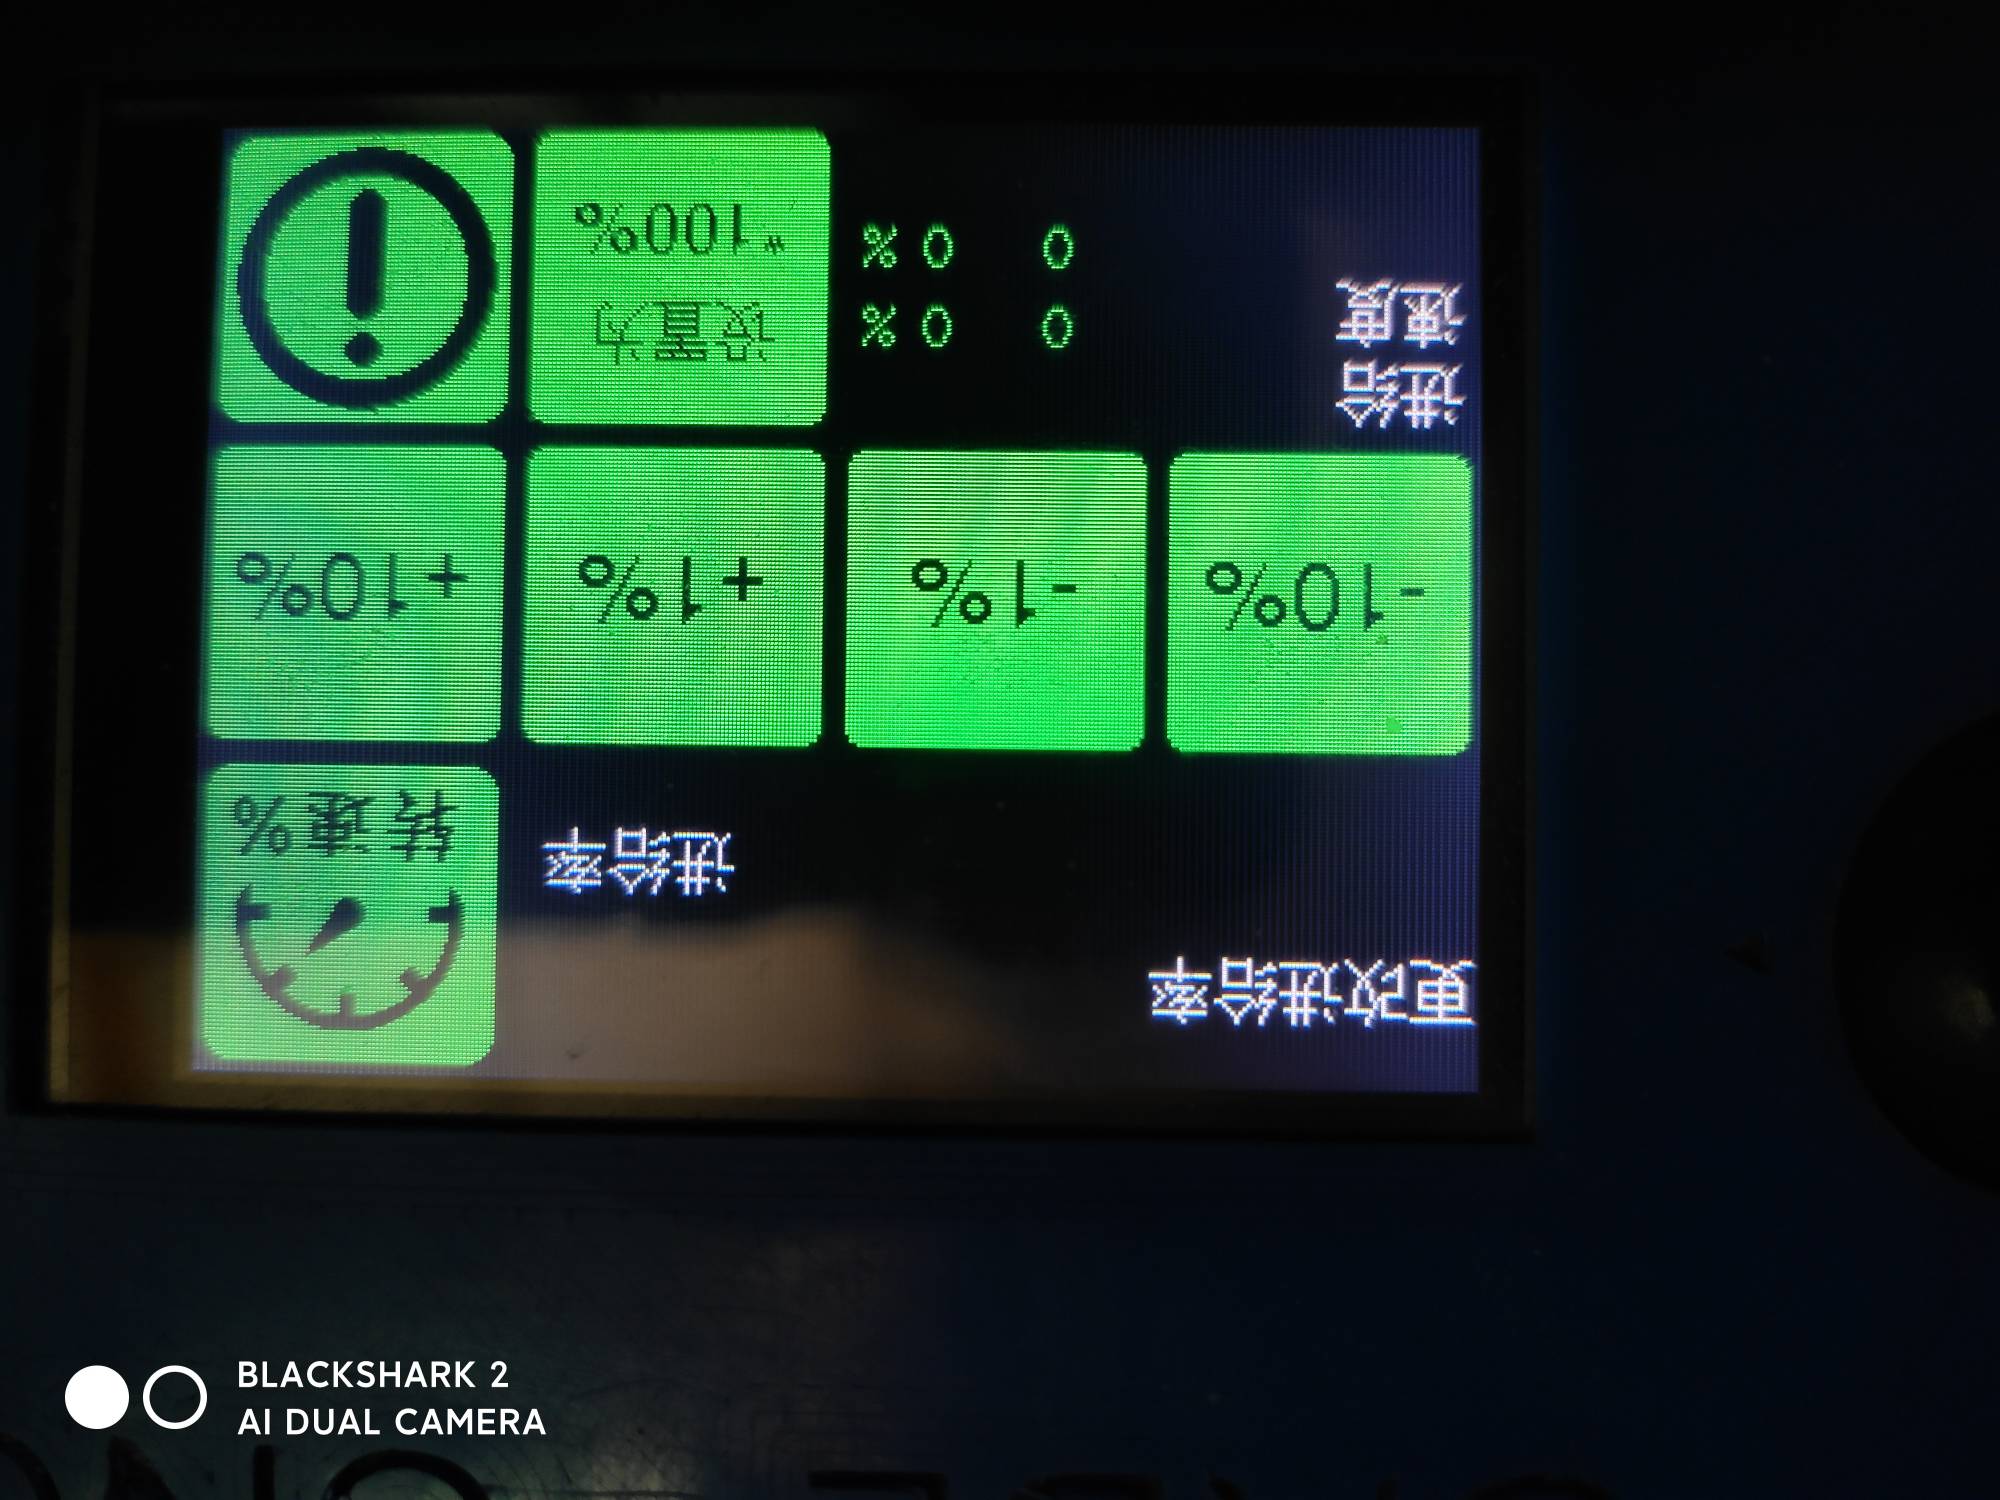 更改进给率
进给率
转速%
-10%
-1%
+1%
+10%
进给 0 0%
速度 0 0%
设置为
"100%
BLACKSHARK 2
AI DUAL CAMERA